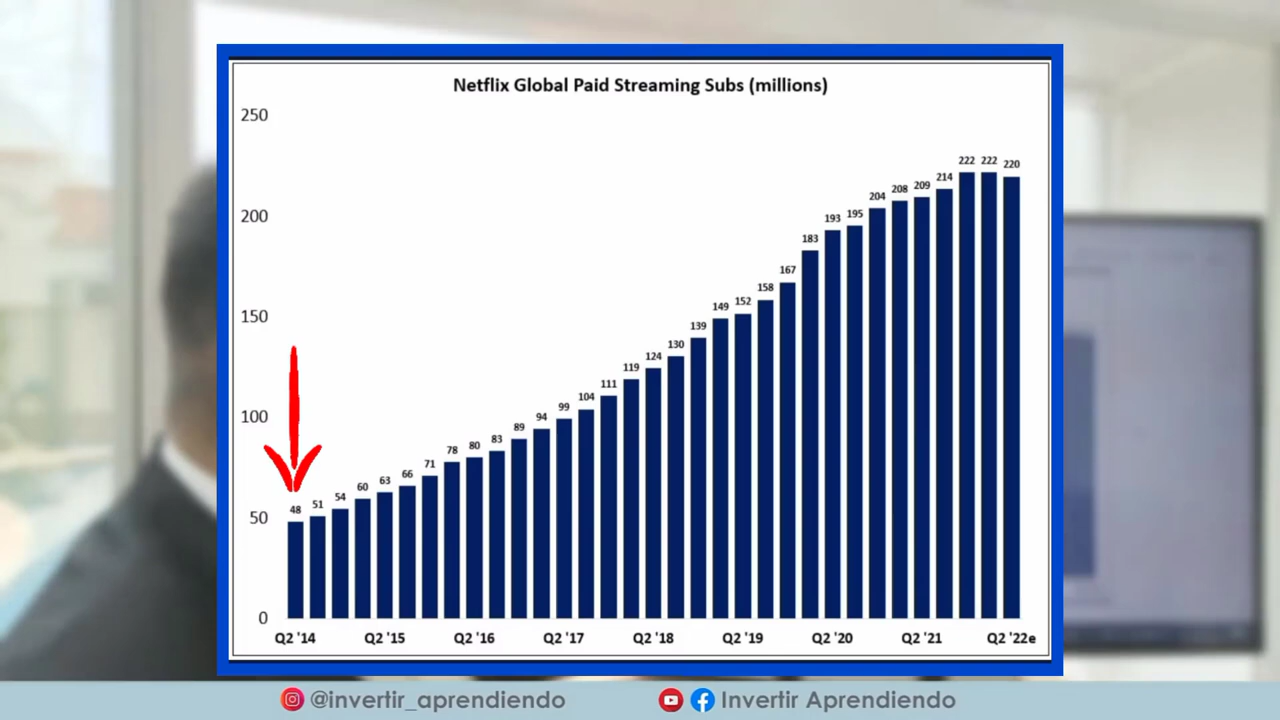 Netflix Global Paid Streaming Subs (millions)
250
200
150
100
50
0
48 51 54 60 63 66 71 78 80 83 89 94 99 104 111 119 124 130 139 149 152 158 167 183 193 195 204 208 209 214 222 222 220
Q2 '14 Q2 '15 Q2 '16 Q2 '17 Q2 '18 Q2 '19 Q2 '20 Q2 '21 Q2 '22e
@invertir_aprendiendo Invertir Aprendiendo